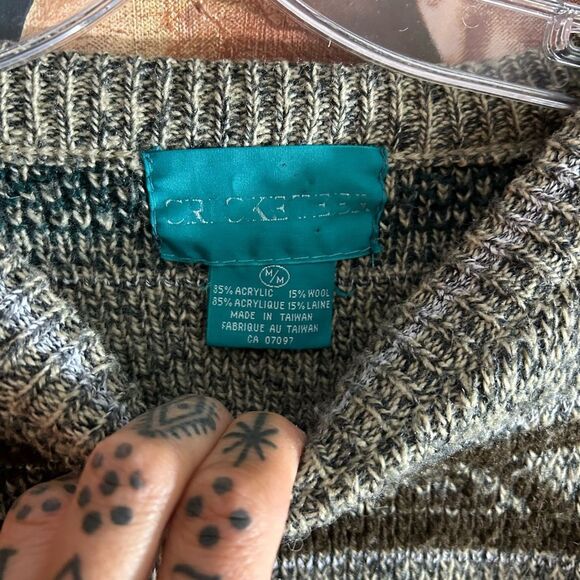 CRICKETEER
M/M
85% ACRYLIC 15% WOOL
85% ACRYLIQUE 15% LAINE
MADE IN TAIWAN
FABRIQUE AU TAIWAN
CA 07097